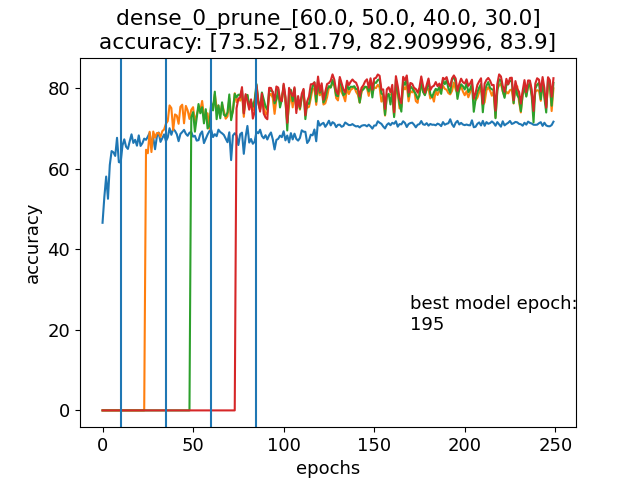 dense_0_prune_[60.0, 50.0, 40.0, 30.0]
accuracy: [73.52, 81.79, 82.909996, 83.9]
80
60
accuracy
40
20
0
best model epoch:
195
0 50 100 150 200 250
epochs